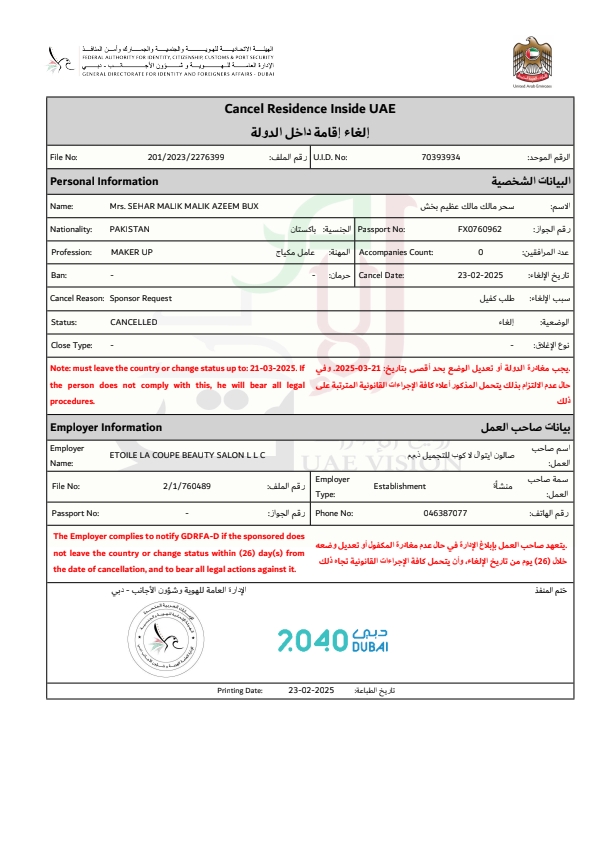 الهيئة الاتحادية للهوية والجنسية والجمارك وأمن المنافذ
FEDERAL AUTHORITY FOR IDENTITY, CITIZENSHIP, CUSTOMS & PORT SECURITY
الإدارة العامة للهوية و شؤون الأجانب - دبي
GENERAL DIRECTORATE FOR IDENTITY AND FOREIGNERS AFFAIRS - DUBAI
United Arab Emirates
Cancel Residence Inside UAE
إلغاء إقامة داخل الدولة
File No: 201/2023/2276399 رقم الملف: U.I.D. No: 70393934 الرقم الموحد:
Personal Information البيانات الشخصية
Name: Mrs. SEHAR MALIK MALIK AZEEM BUX سحر مالك مالك عظيم بخش الاسم:
Nationality: PAKISTAN الجنسية: باكستان Passport No: FX0760962 رقم الجواز:
Profession: MAKER UP المهنة: عامل مكياج Accompanies Count: 0 عدد المرافقين:
Ban: - حرمان: - Cancel Date: 23-02-2025 تاريخ الإلغاء:
Cancel Reason: Sponsor Request طلب كفيل سبب الإلغاء:
Status: CANCELLED إلغاء الوضعية:
Close Type: - - نوع الإغلاق:
Note: must leave the country or change status up to: 21-03-2025. If
the person does not comply with this, he will bear all legal
procedures.
يجب مغادرة الدولة أو تعديل الوضع بحد أقصى بتاريخ: 21-03-2025. وفي
حال عدم الالتزام بذلك يتحمل المذكور أعلاه كافة الإجراءات القانونية المترتبة على
ذلك
Employer Information بيانات صاحب العمل
Employer Name: ETOILE LA COUPE BEAUTY SALON L L C صالون ايتوال لا كوب للتجميل ذ.م.م اسم صاحب العمل:
File No: 2/1/760489 رقم الملف: Employer Type: Establishment منشأة سمة صاحب العمل:
Passport No: - رقم الجواز: Phone No: 046387077 رقم الهاتف:
The Employer complies to notify GDRFA-D if the sponsored does
not leave the country or change status within (26) day(s) from
the date of cancellation, and to bear all legal actions against it.
يتعهد صاحب العمل بإبلاغ الإدارة في حال عدم مغادرة المكفول أو تعديل وضعه
خلال (26) يوم من تاريخ الإلغاء، وأن يتحمل كافة الإجراءات القانونية تجاه ذلك.
الإدارة العامة للهوية وشؤون الأجانب - دبي ختم المنفذ
2040 دبي
DUBAI
Printing Date: 23-02-2025 تاريخ الطباعة:
UAE VISION